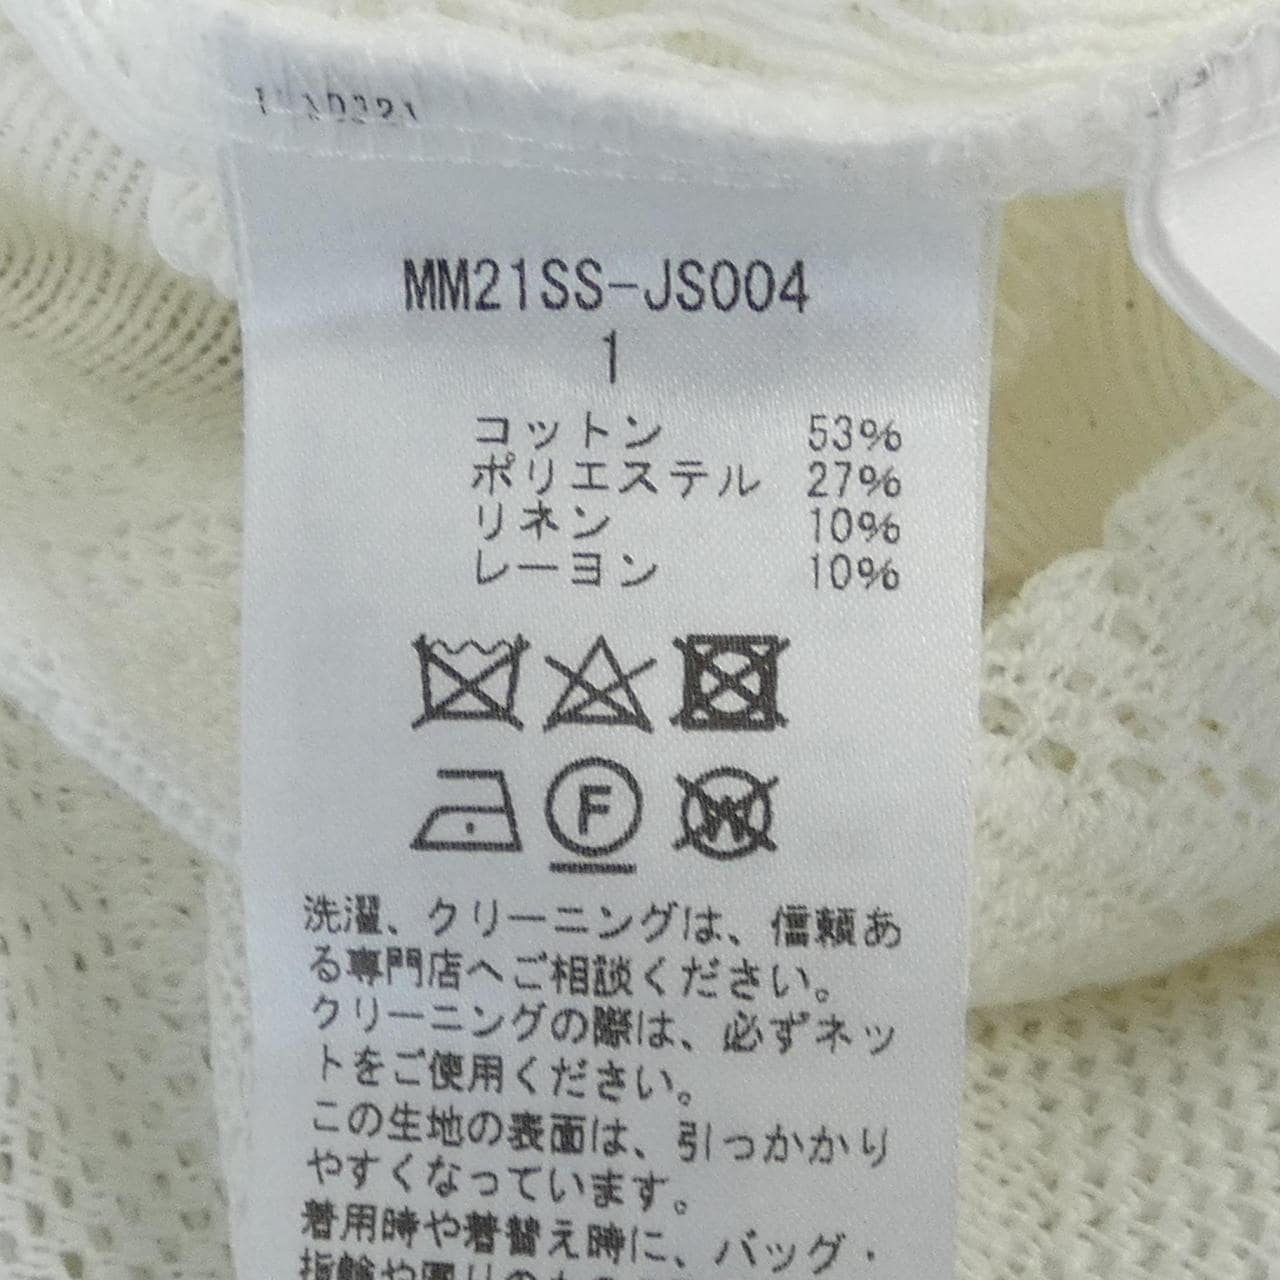 MM21SS-JS004
1
コットン 53%
ポリエステル 27%
リネン 10%
レーヨン 10%
F
W
洗濯、クリーニングは、信頼あ
る専門店へご相談ください。
クリーニングの際は、必ずネッ
トをご使用ください。
この生地の表面は、引っかかり
やすくなっています。
着用時や着替え時に、バッグ・